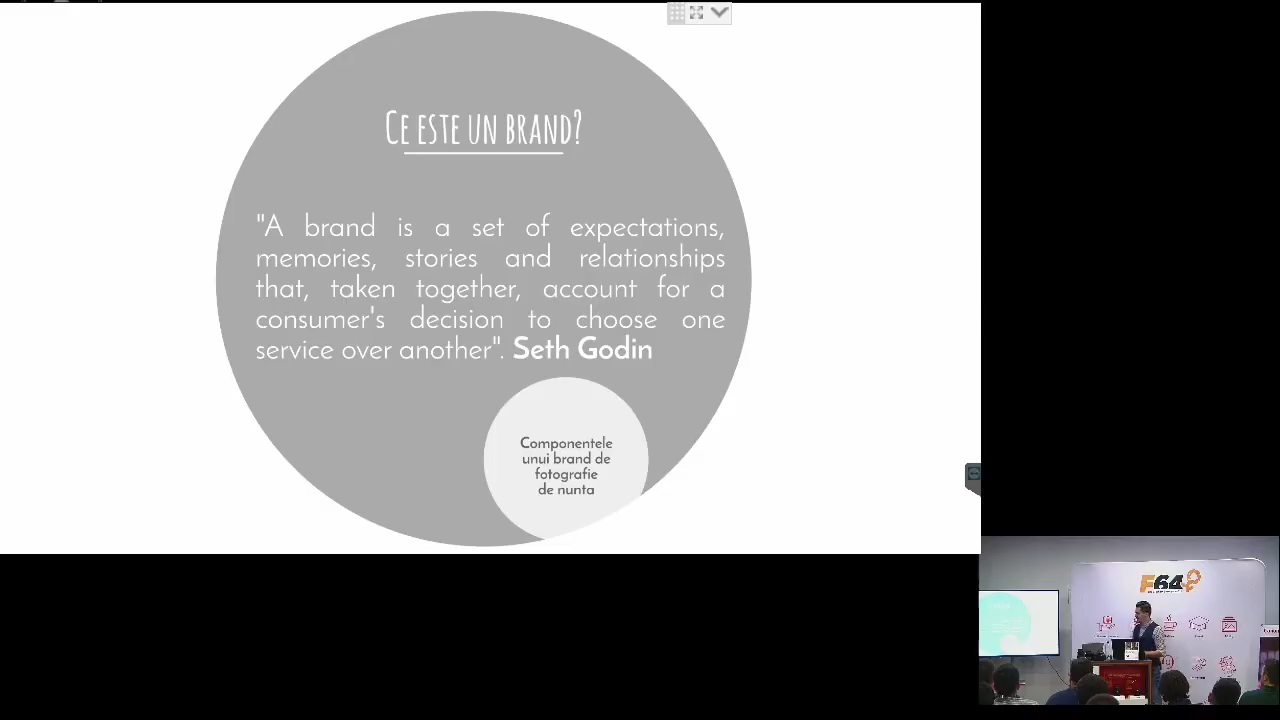 CE ESTE UN BRAND?
"A brand is a set of expectations,
memories, stories and relationships
that, taken together, account for a
consumer's decision to choose one
service over another". Seth Godin
Componentele
unui brand de
fotografie
de nunta
F64